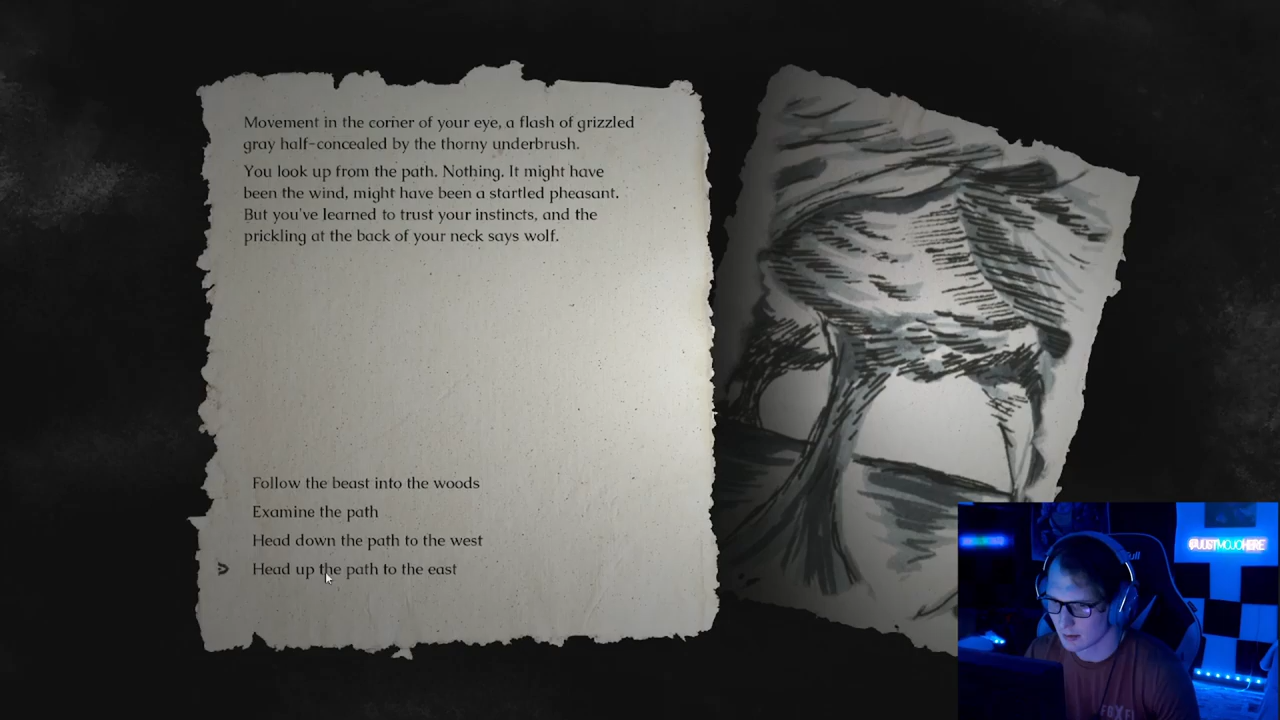 Movement in the corner of your eye, a flash of grizzled
gray half-concealed by the thorny underbrush.
You look up from the path. Nothing. It might have
been the wind, might have been a startled pheasant.
But you've learned to trust your instincts, and the
prickling at the back of your neck says wolf.
Follow the beast into the woods
Examine the path
Head down the path to the west
Head up the path to the east